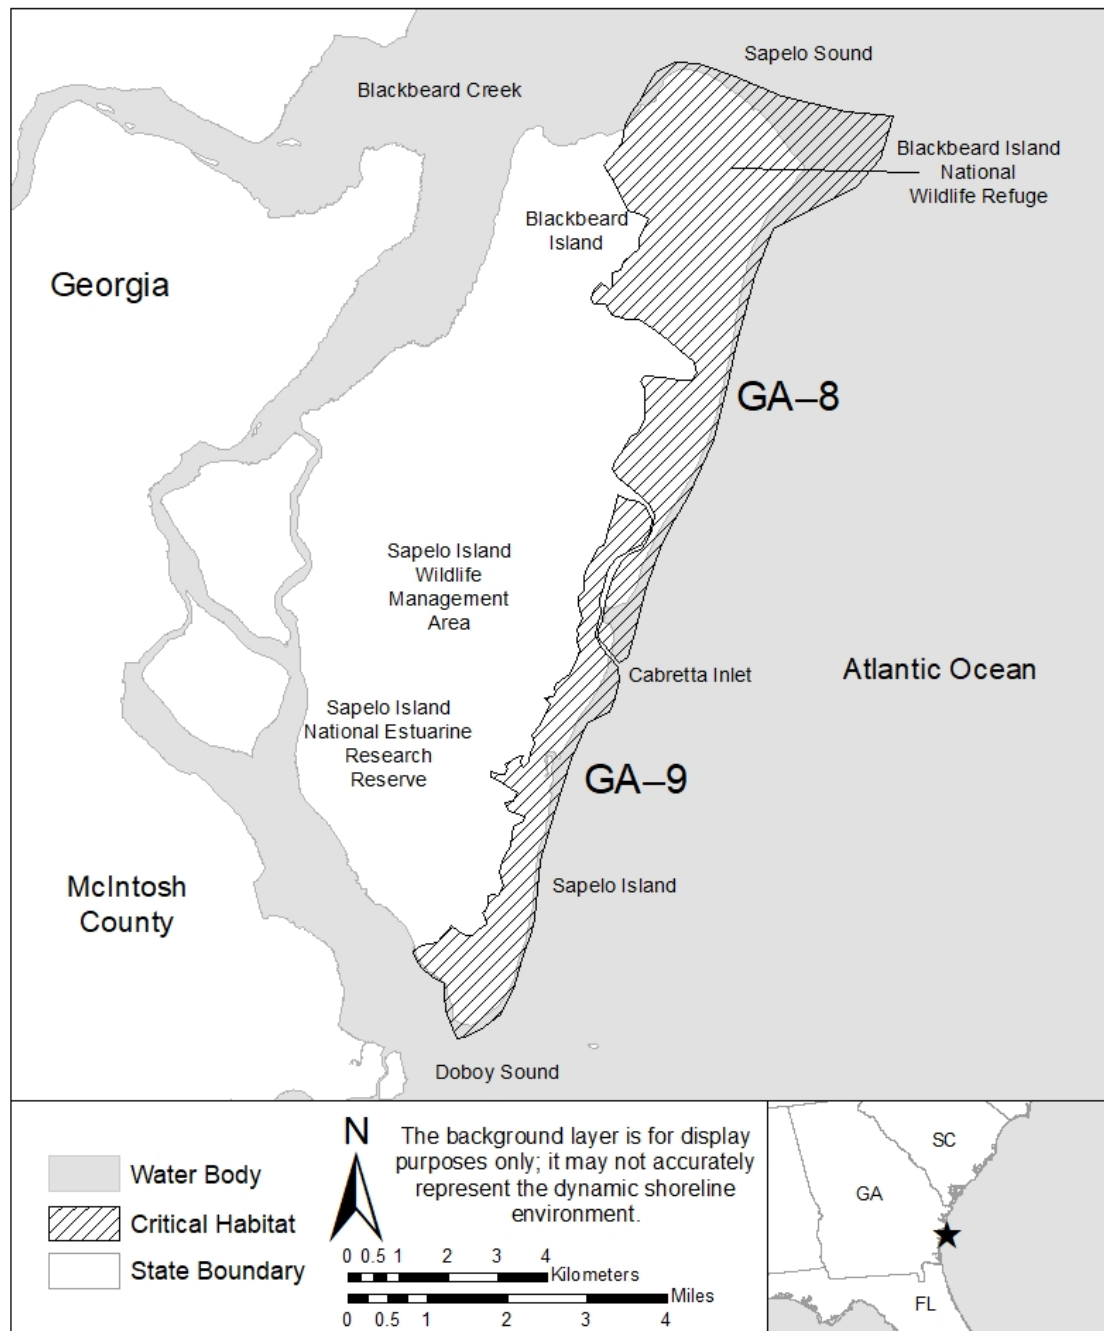 Sapelo Sound
Blackbeard Creek
Blackbeard Island
National
Wildlife Refuge
Blackbeard
Island
Georgia
GA–8
Sapelo Island
Wildlife
Management
Area
Cabretta Inlet
Atlantic Ocean
Sapelo Island
National Estuarine
Research
Reserve
GA–9
McIntosh
County
Sapelo Island
Doboy Sound
Water Body
Critical Habitat
State Boundary
N
The background layer is for display
purposes only; it may not accurately
represent the dynamic shoreline
environment.
0 0.5 1 2 3 4
Kilometers
Miles
0 0.5 1 2 3 4
SC
GA
FL